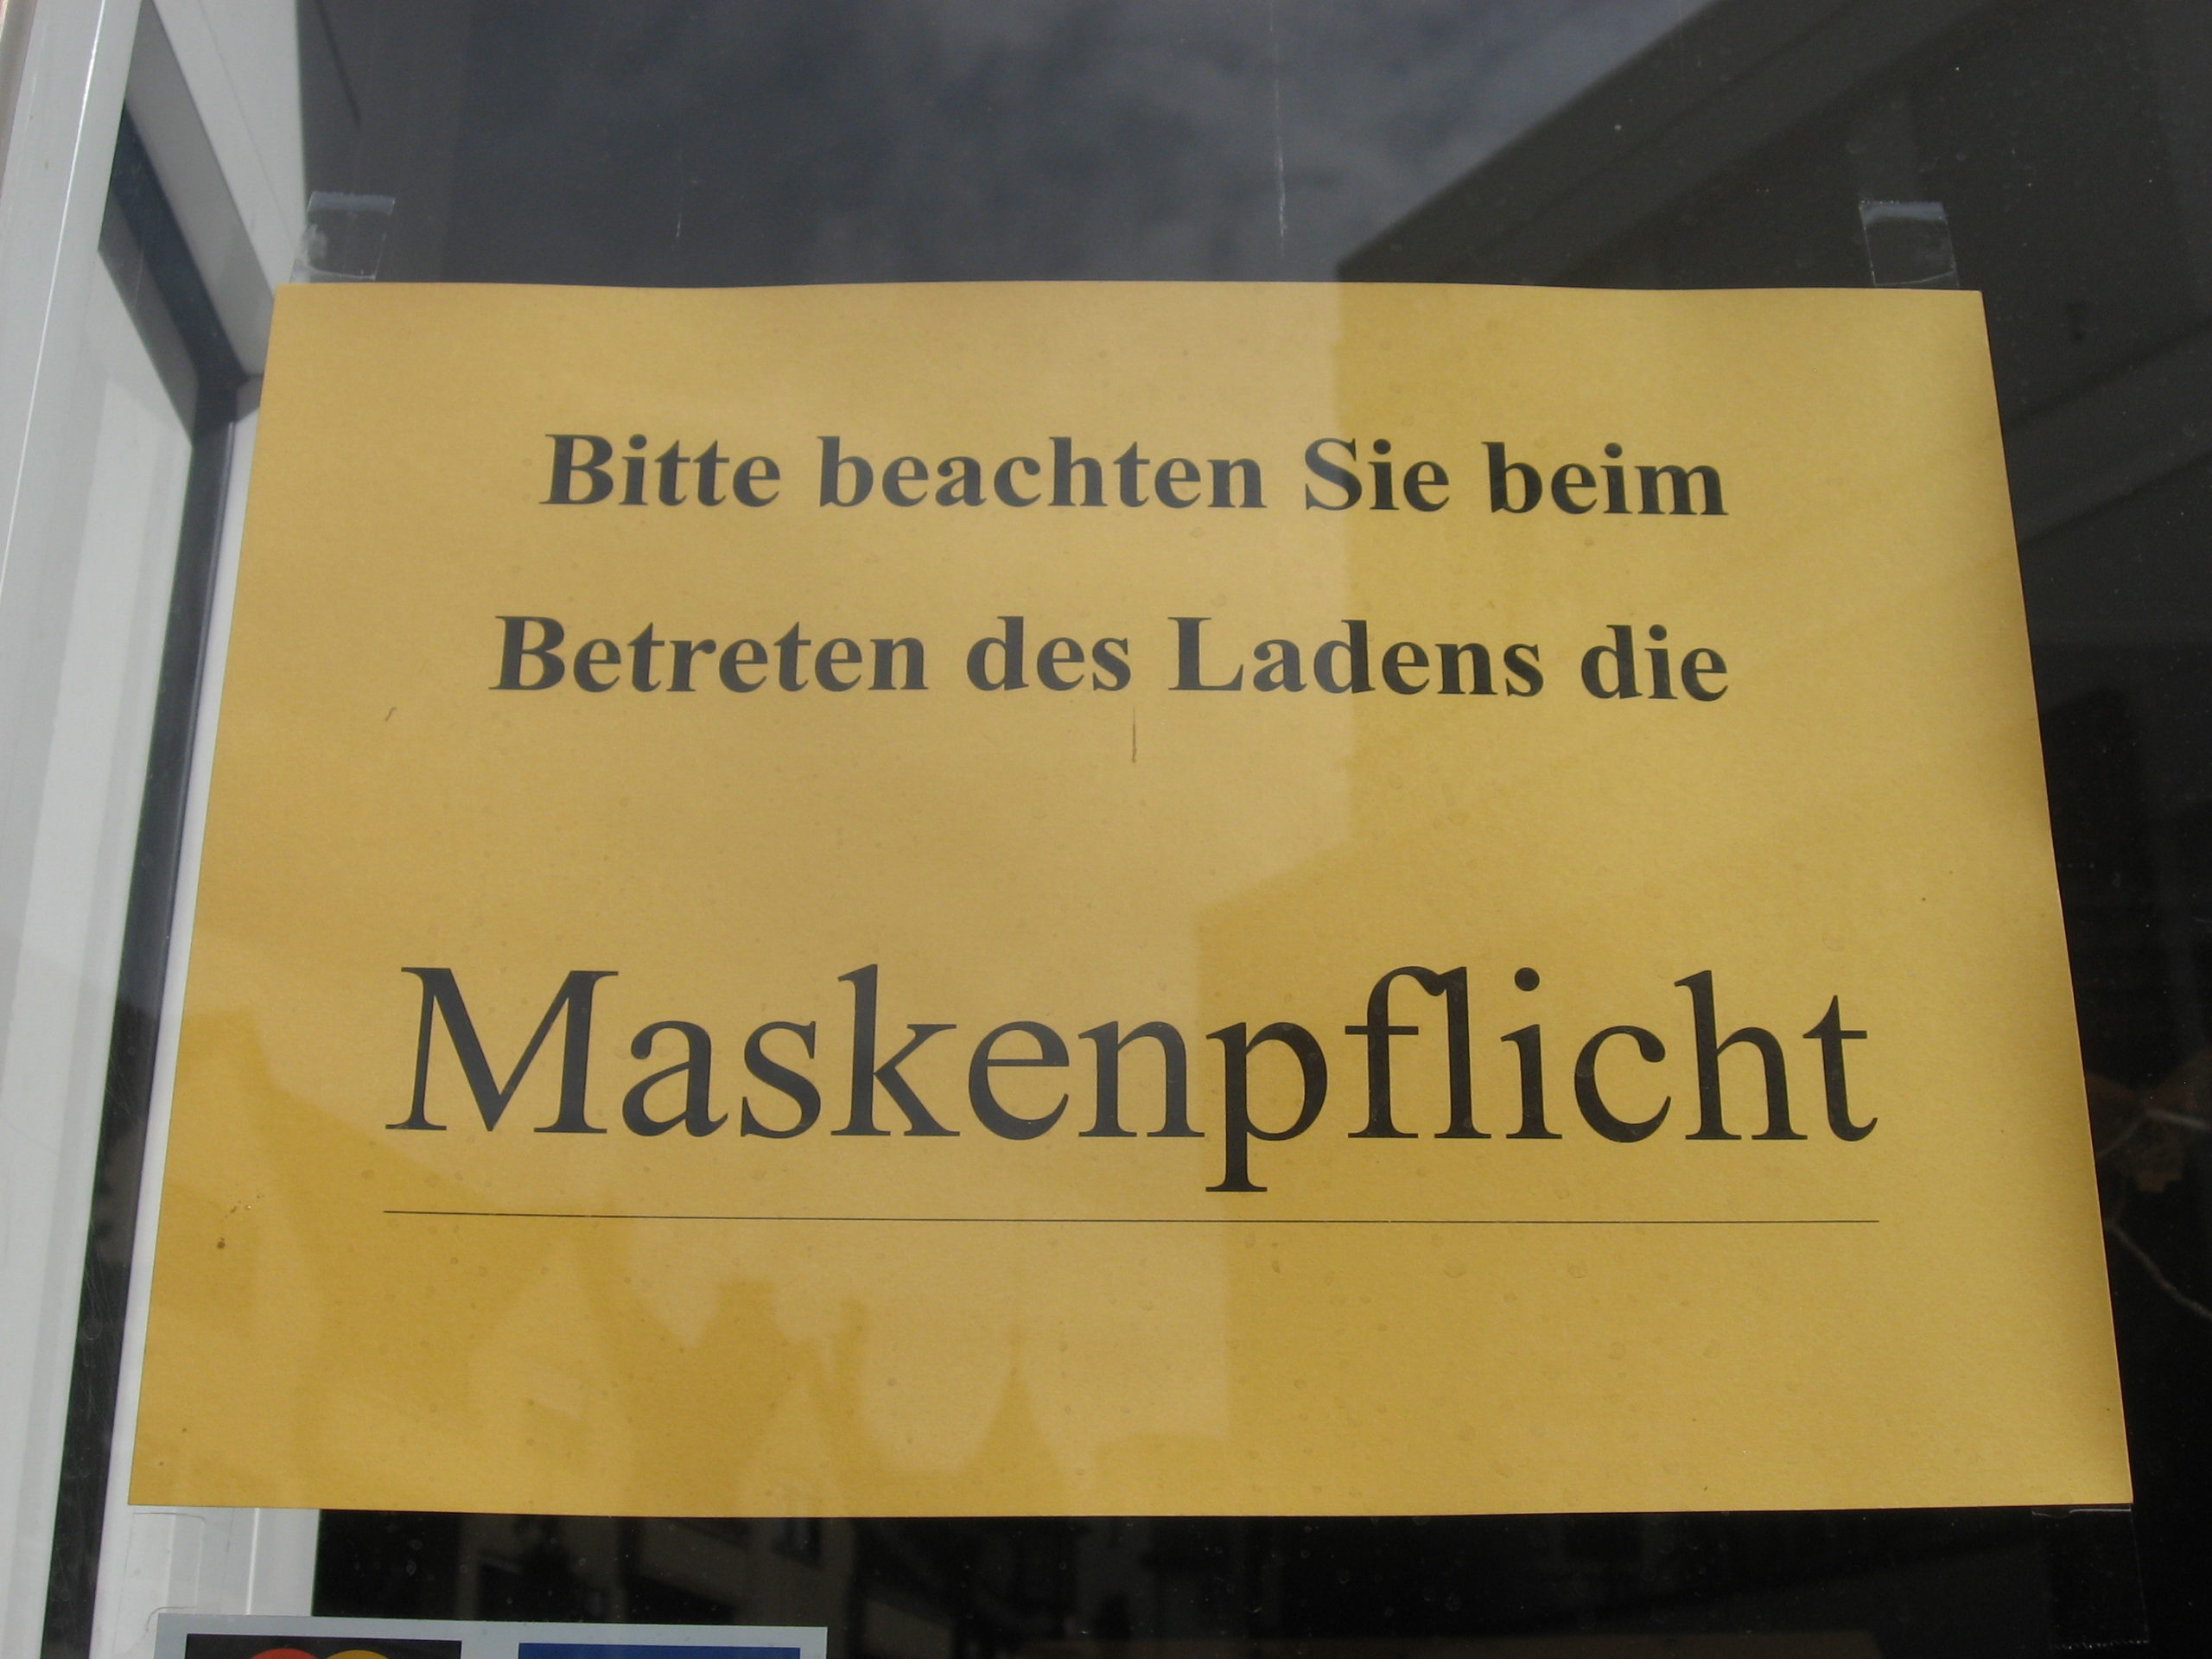 Bitte beachten Sie beim
Betreten des Ladens die
Maskenpflicht